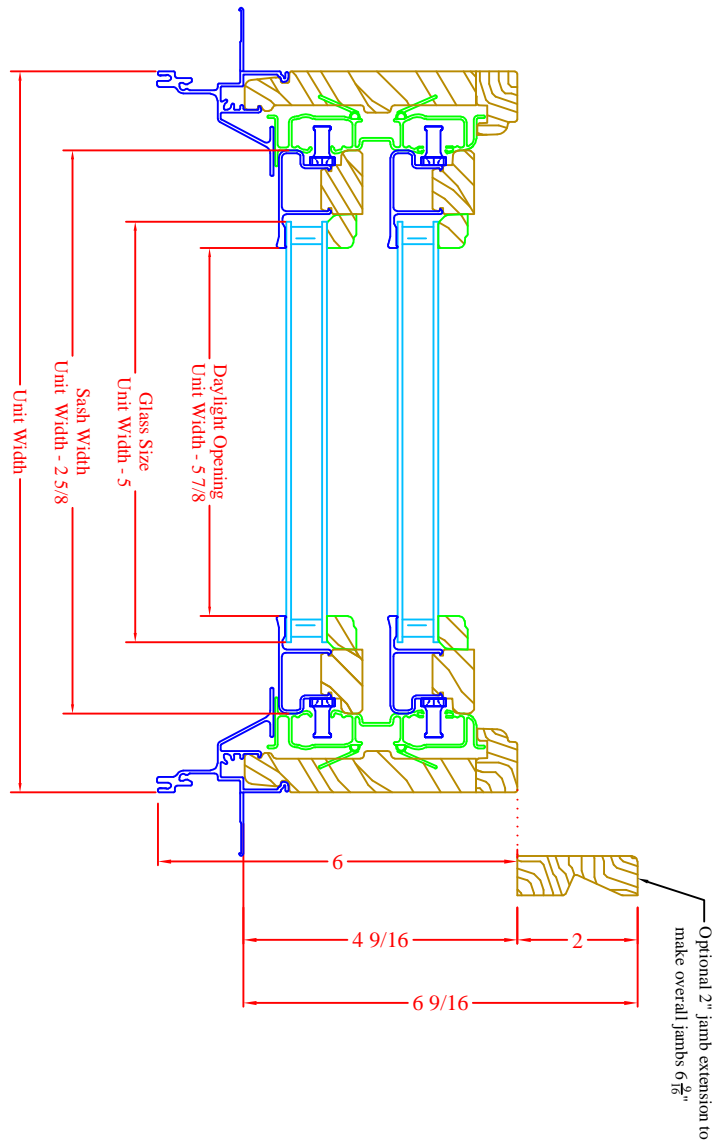 Daylight Opening
Unit Width - 5 7/8
Glass Size
Unit Width - 5
Sash Width
Unit Width - 2 5/8
Unit Width
6
4 9/16
2
6 9/16
Optional 2" jamb extension to
make overall jambs 6 9/16"